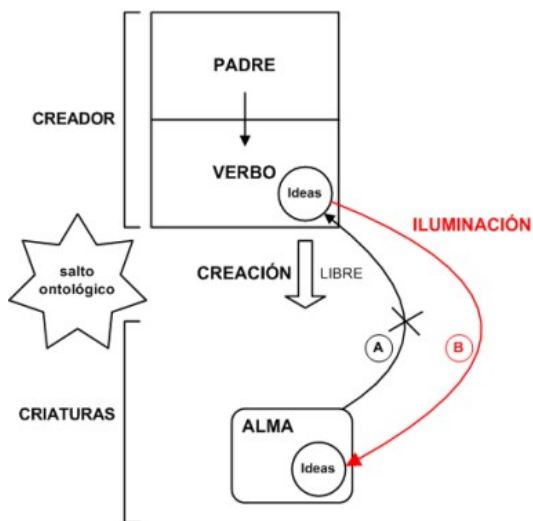 PADRE
CREADOR
VERBO
Ideas
ILUMINACIÓN
salto
ontológico
CREACIÓN
LIBRE
A
B
CRIATURAS
ALMA
Ideas